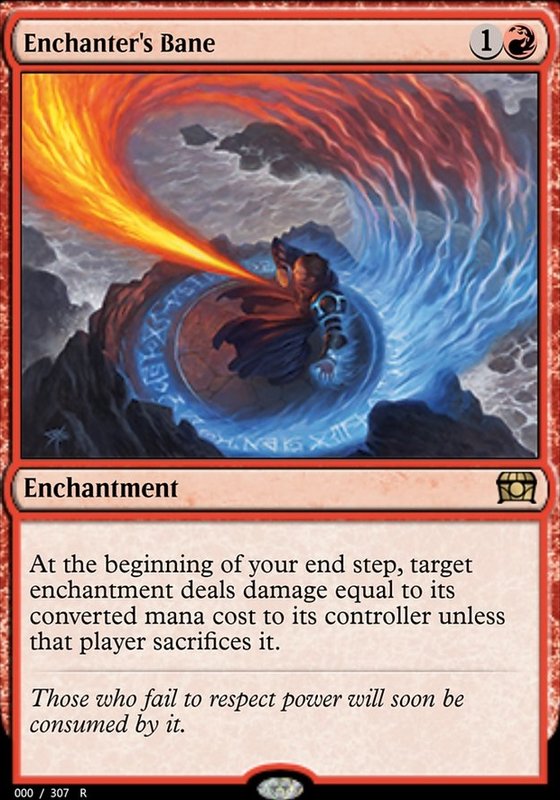 Enchanter's Bane
1
Enchantment
At the beginning of your end step, target
enchantment deals damage equal to its
converted mana cost to its controller unless
that player sacrifices it.
Those who fail to respect power will soon be
consumed by it.
000 / 307 R